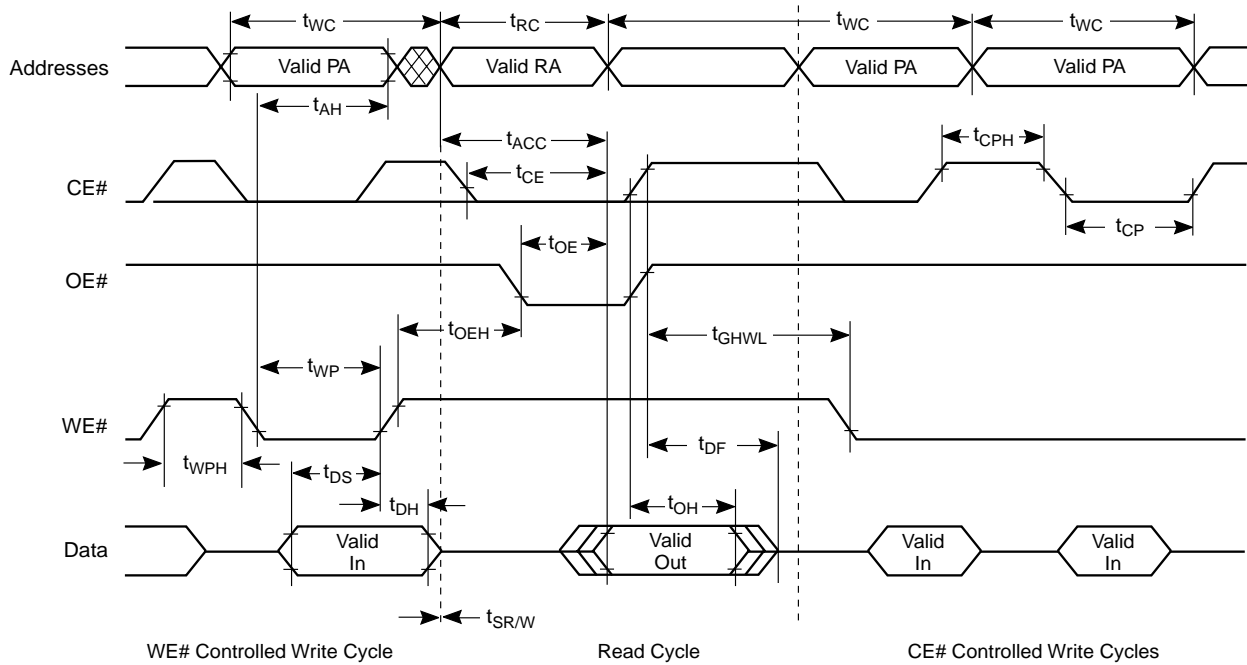 tWC
tRC
tWC
tWC
Addresses
Valid PA
Valid RA
Valid PA
Valid PA
tAH
tACC
tCPH
CE#
tCE
tCP
tOE
OE#
tOEH
tGHWL
tWP
WE#
tDF
tWPH
tDS
tDH
tOH
Data
Valid
In
Valid
Out
Valid
In
Valid
In
tSR/W
WE# Controlled Write Cycle
Read Cycle
CE# Controlled Write Cycles